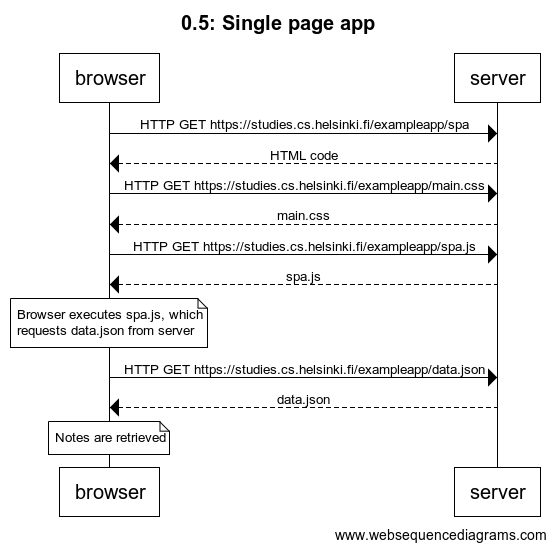 0.5: Single page app
browser
server
HTTP GET https://studies.cs.helsinki.fi/exampleapp/spa
HTML code
HTTP GET https://studies.cs.helsinki.fi/exampleapp/main.css
main.css
HTTP GET https://studies.cs.helsinki.fi/exampleapp/spa.js
spa.js
Browser executes spa.js, which
requests data.json from server
HTTP GET https://studies.cs.helsinki.fi/exampleapp/data.json
data.json
Notes are retrieved
browser
server
www.websequencediagrams.com